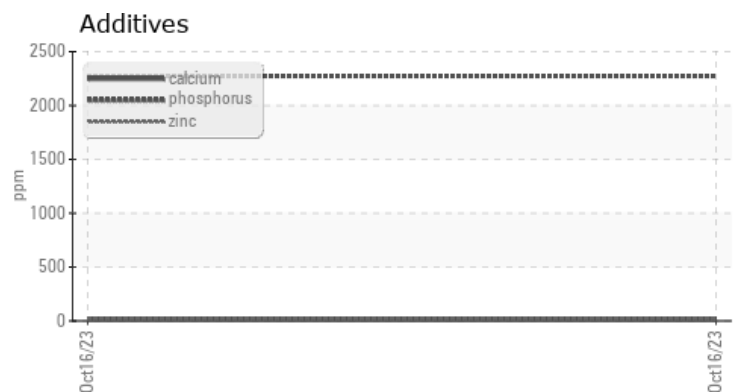 Additives
2500
calcium
phosphorus
zinc
2000
1500
1000
500
0
ppm
Oct16/23
Oct16/23